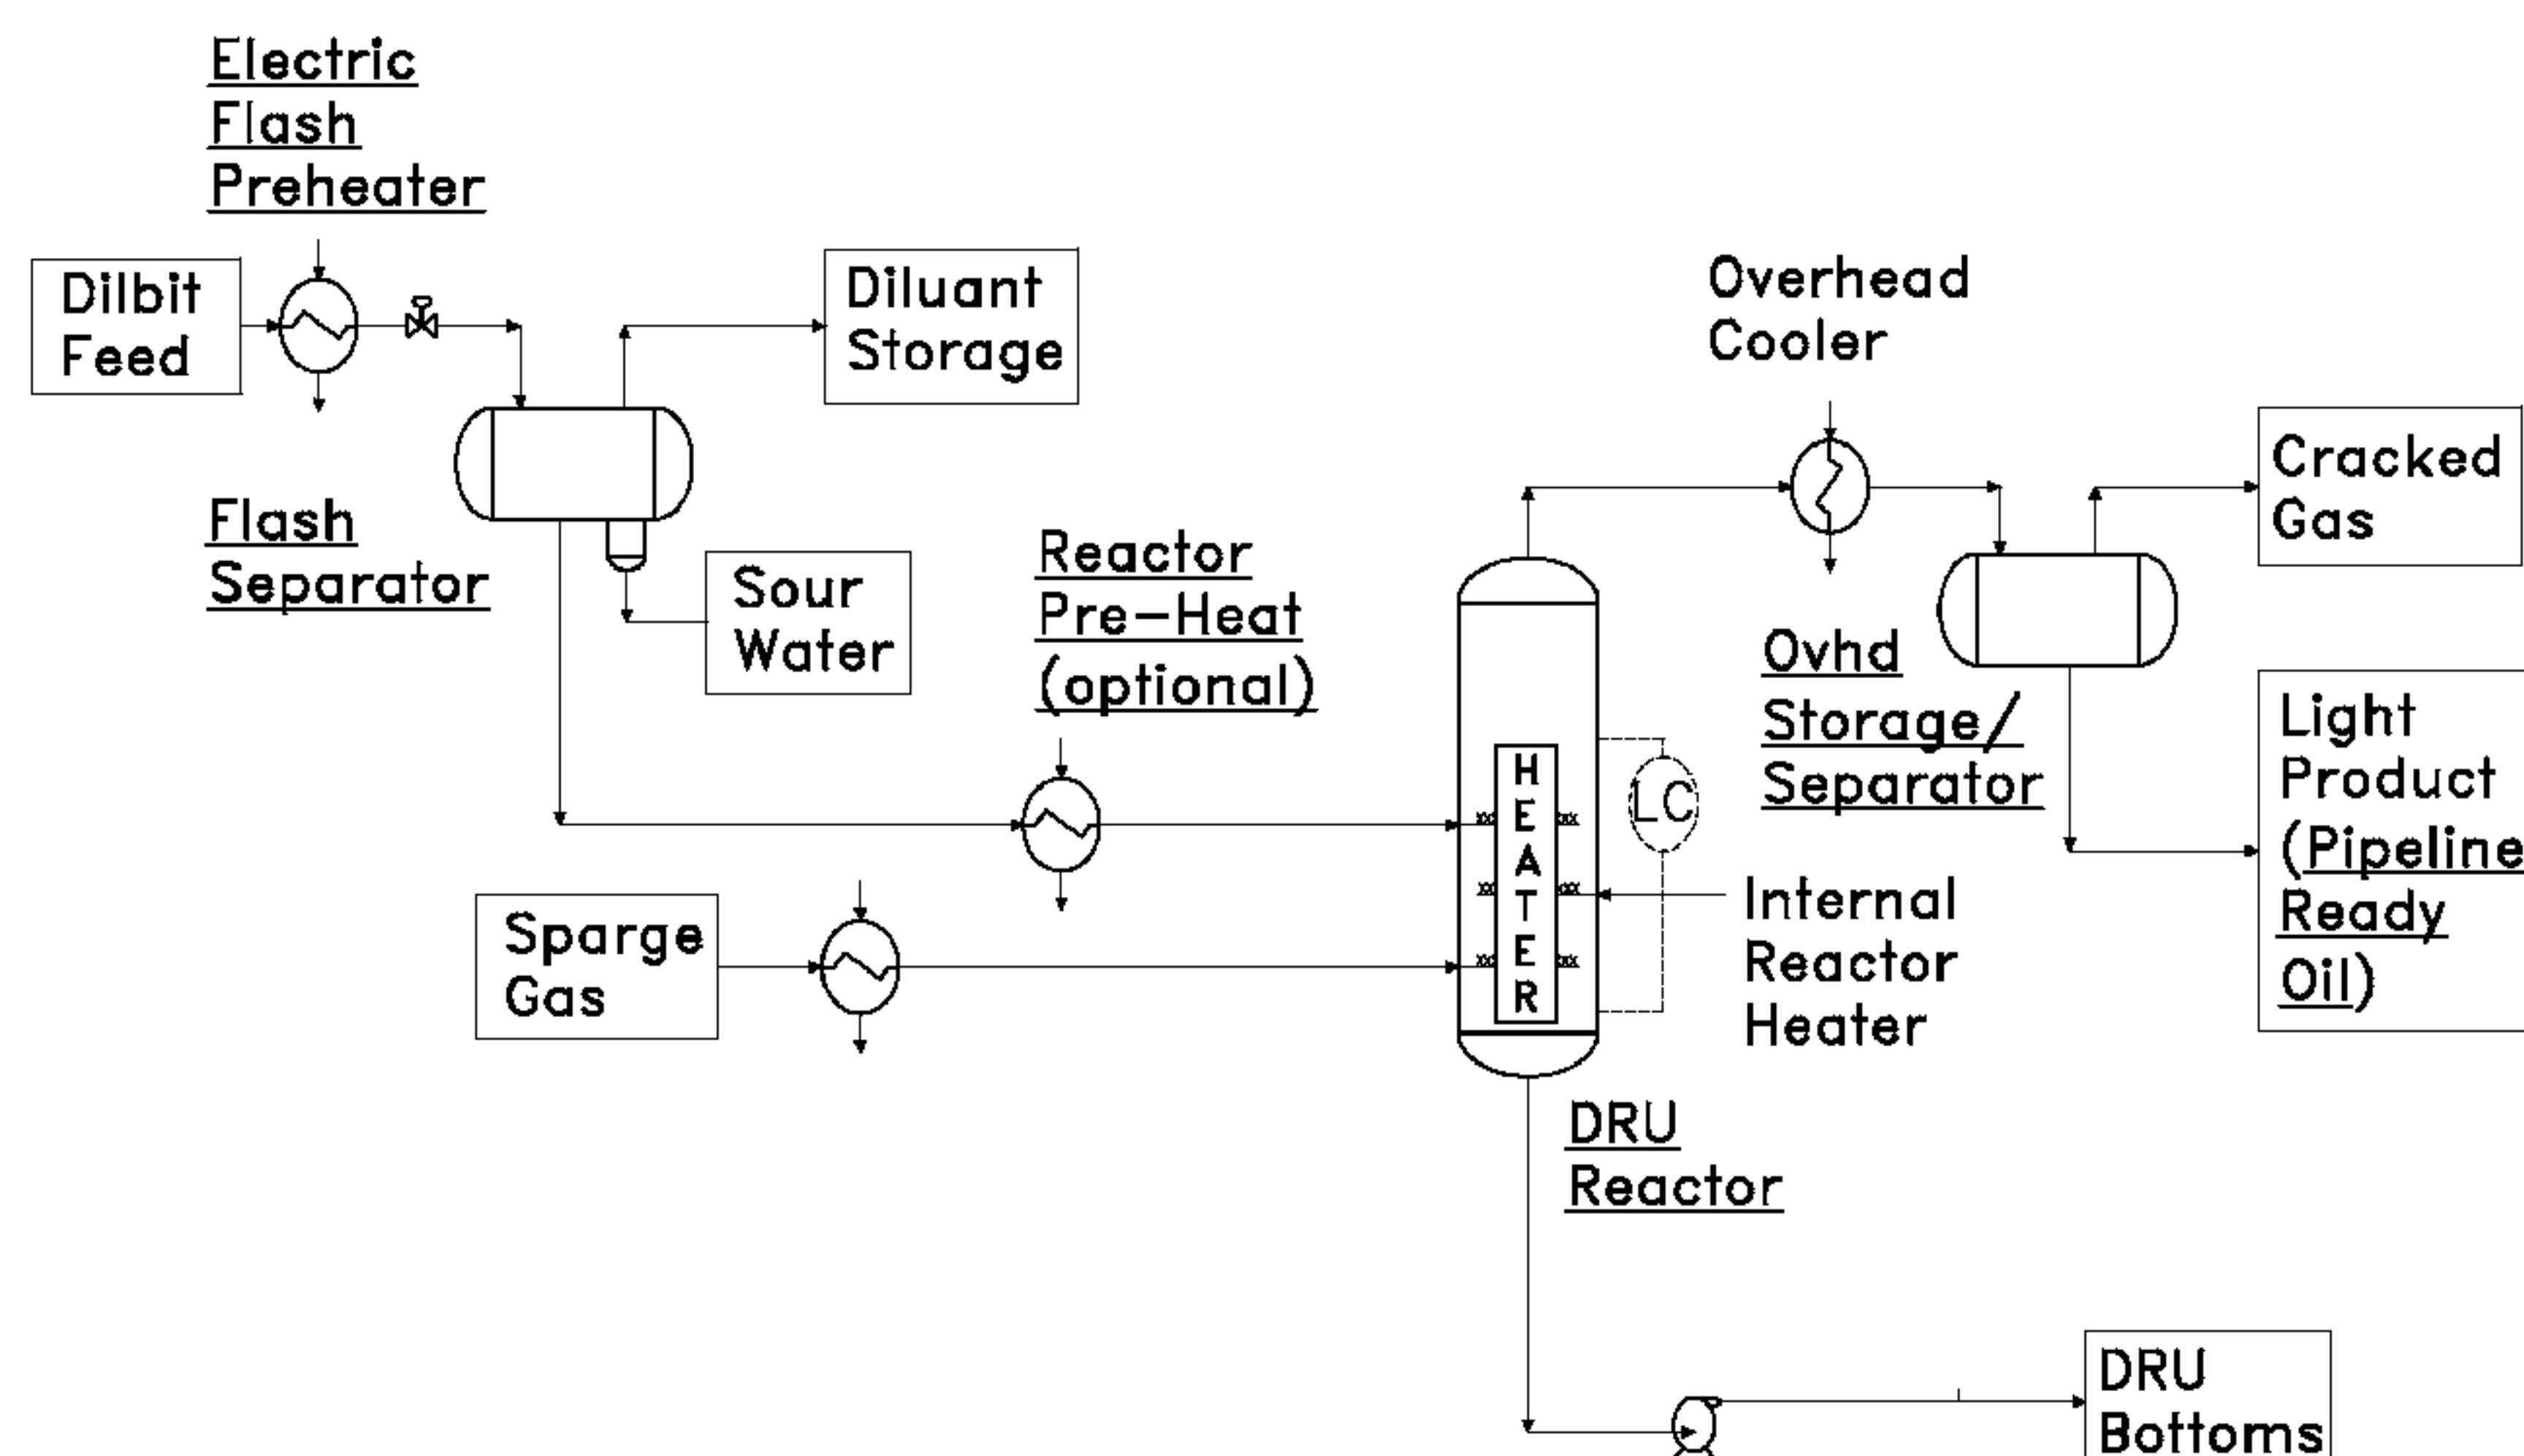 Electric
Flash
Preheater
Dilbit
Feed
Diluant
Storage
Flash
Separator
Sour
Water
Reactor
Pre-Heat
(optional)
Sparge
Gas
Overhead
Cooler
Cracked
Gas
Ovhd
Storage/
Separator
Light
Product
(Pipeline
Ready
Oil)
HEATER
LC
Internal
Reactor
Heater
DRU
Reactor
DRU
Bottoms